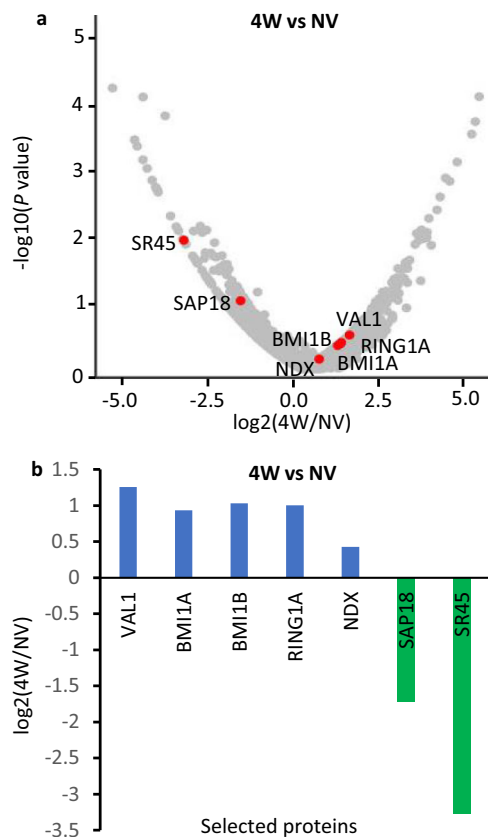 a
4W vs NV
5
4
3
2
1
0
-log10(P value)
SR45
SAP18
VAL1
BMI1B
RING1A
BMI1A
NDX
-5.0
-2.5
0.0
2.5
5.0
log2(4W/NV)
b
4W vs NV
1.5
1
0.5
0
-0.5
-1
-1.5
-2
-2.5
-3
-3.5
log2(4W/NV)
VAL1
BMI1A
BMI1B
RING1A
NDX
SAP18
SR45
Selected proteins